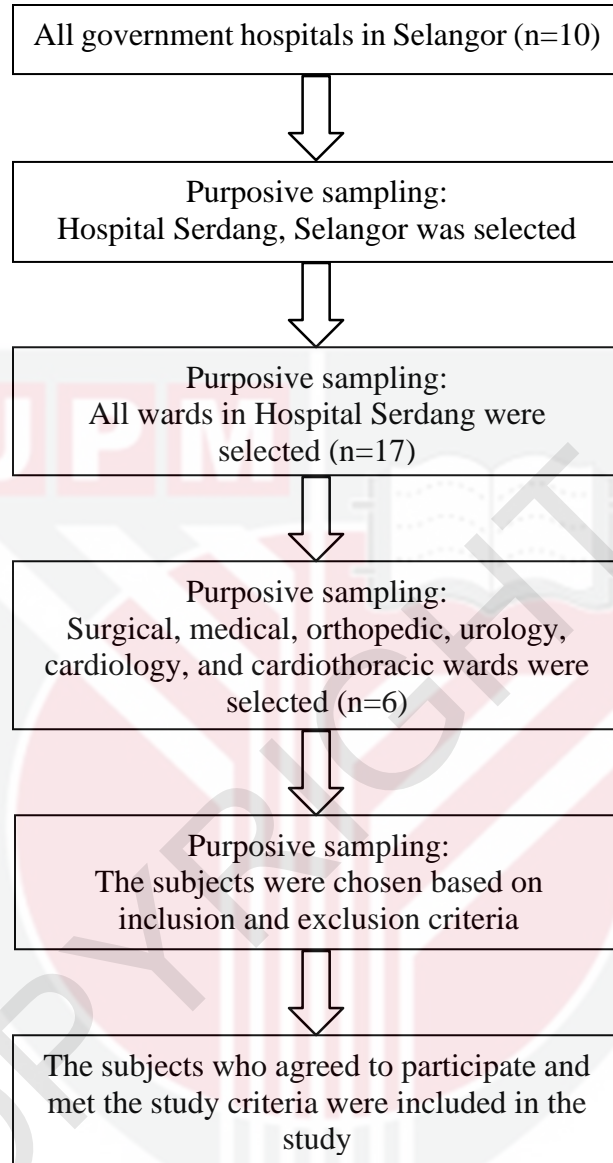 All government hospitals in Selangor (n=10)
Purposive sampling:
Hospital Serdang, Selangor was selected
Purposive sampling:
All wards in Hospital Serdang were
selected (n=17)
UPM
Purposive sampling:
Surgical, medical, orthopedic, urology,
cardiology, and cardiothoracic wards were
selected (n=6)
Purposive sampling:
The subjects were chosen based on
inclusion and exclusion criteria
The subjects who agreed to participate and
met the study criteria were included in the
study
COPYRIGHT